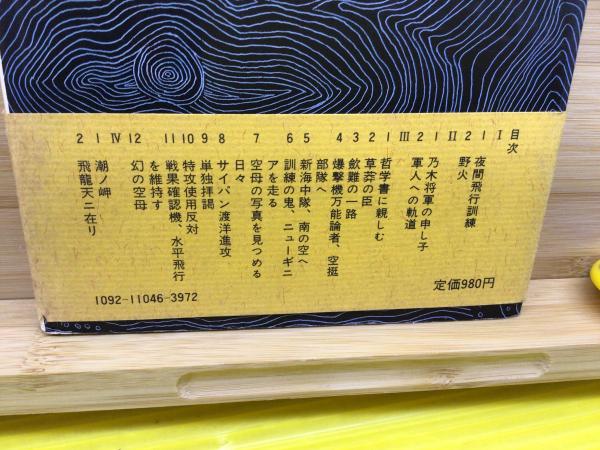 目次
I
1 夜間飛行訓練
2 野火
II
1 乃木将軍の申し子
2 軍人への軌道
III
1 哲学書に親しむ
2 草莽の臣
3 難の一路
4 爆撃機万能論者、空挺
部隊へ
5 新海中隊、南の空へ
6 訓練の鬼、ニューギニ
アを走る
7 空母の写真を見つめる
日々
8 サイパン渡洋進攻
9 単独拝謁
10 特攻使用反対
11 戦果確認機、水平飛行
を維持す
12 幻の空母
IV
1 潮ノ岬
2 飛龍天ニ在リ
定価980円
1092-11046-3972